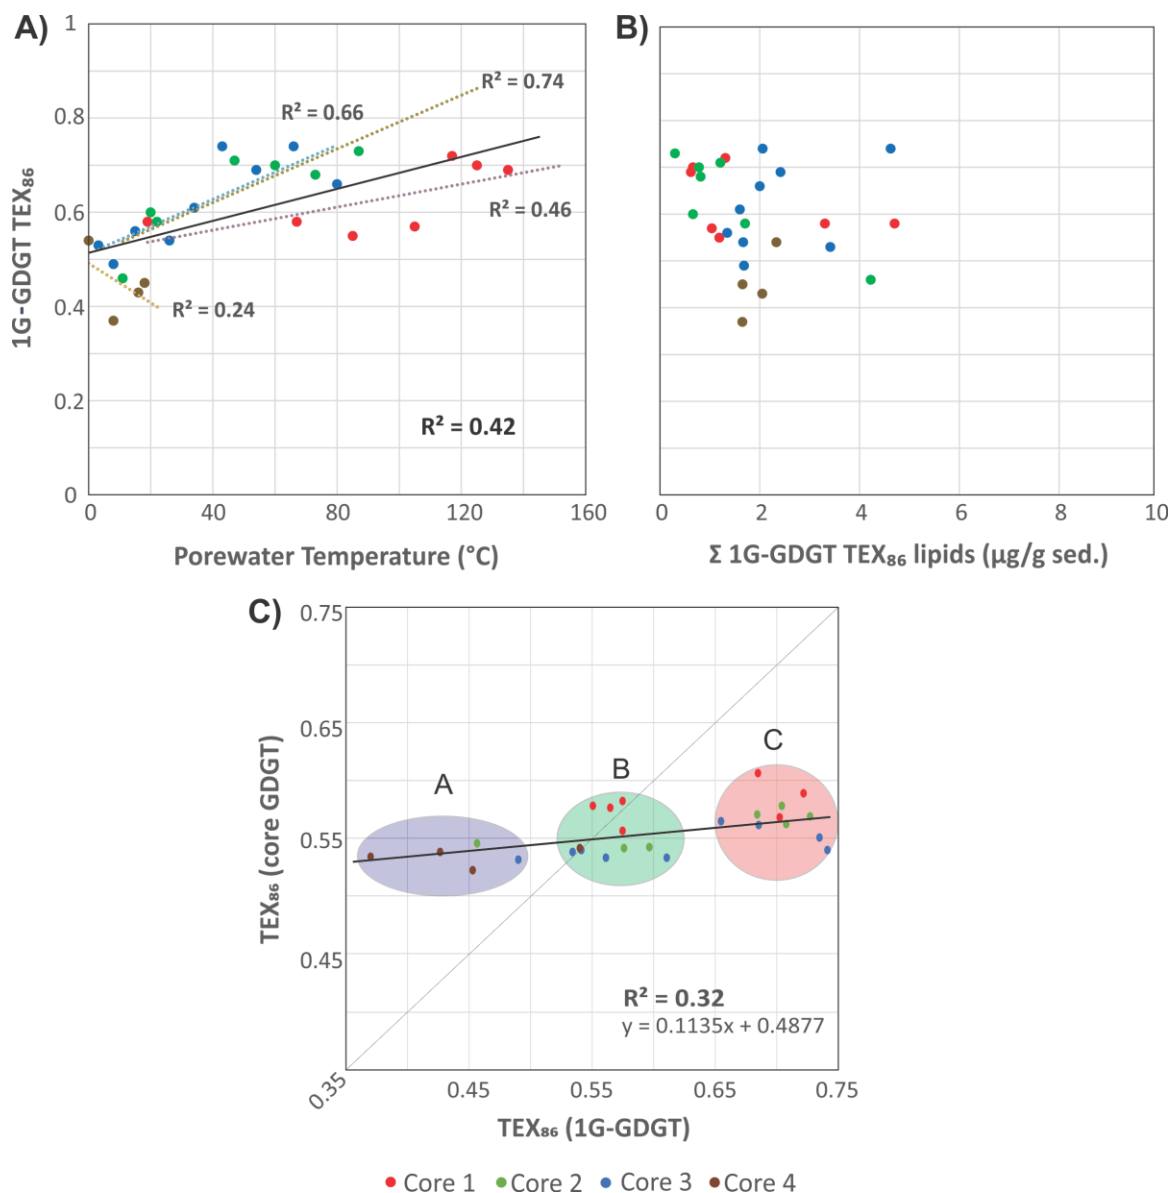 A)
1
0.8
0.6
0.4
0.2
0
1G-GDGT TEX₈₆
R² = 0.74
R² = 0.66
R² = 0.46
R² = 0.24
R² = 0.42
0 40 80 120 160
Porewater Temperature (°C)
B)
0 2 4 6 8 10
Σ 1G-GDGT TEX₈₆ lipids (µg/g sed.)
C)
0.75
0.65
0.55
0.45
0.35
TEX₈₆ (core GDGT)
A
B
C
R² = 0.32
y = 0.1135x + 0.4877
0.45 0.55 0.65 0.75
TEX₈₆ (1G-GDGT)
Core 1 Core 2 Core 3 Core 4